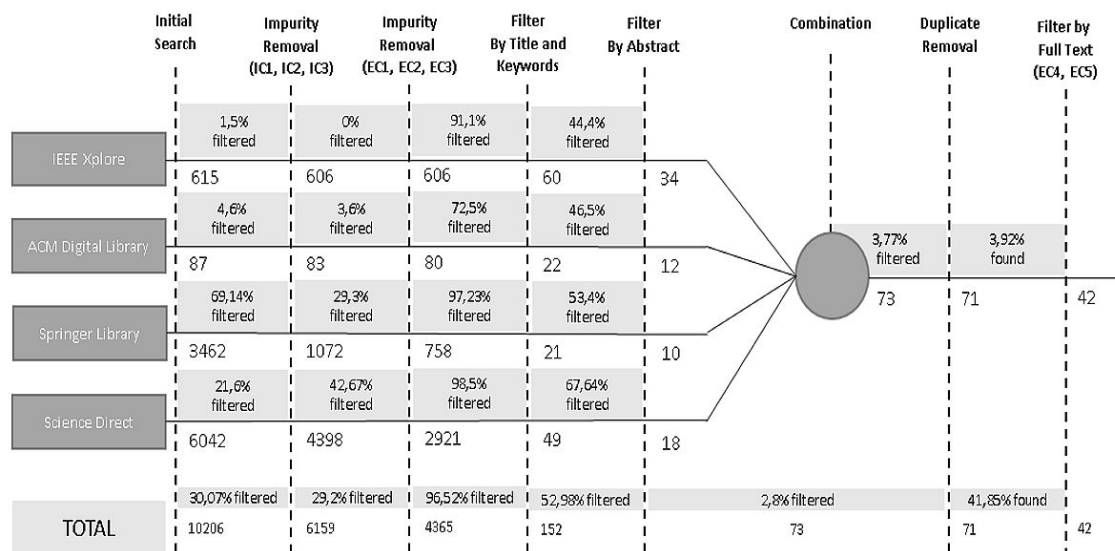 Initial
Search
Impurity
Removal
(IC1, IC2, IC3)
Impurity
Removal
(EC1, EC2, EC3)
Filter
By Title and
Keywords
Filter
By Abstract
Combination
Duplicate
Removal
Filter by
Full Text
(EC4, EC5)
IEEE Xplore
1,5%
filtered
0%
filtered
91,1%
filtered
44,4%
filtered
615
606
606
60
34
ACM Digital Library
4,6%
filtered
3,6%
filtered
72,5%
filtered
46,5%
filtered
87
83
80
22
12
3,77%
filtered
3,92%
found
73
71
42
Springer Library
69,14%
filtered
29,3%
filtered
97,23%
filtered
53,4%
filtered
3462
1072
758
21
10
Science Direct
21,6%
filtered
42,67%
filtered
98,5%
filtered
67,64%
filtered
6042
4398
2921
49
18
TOTAL
30,07% filtered
29,2% filtered
96,52% filtered
52,98% filtered
2,8% filtered
41,85% found
10206
6159
4365
152
73
71
42